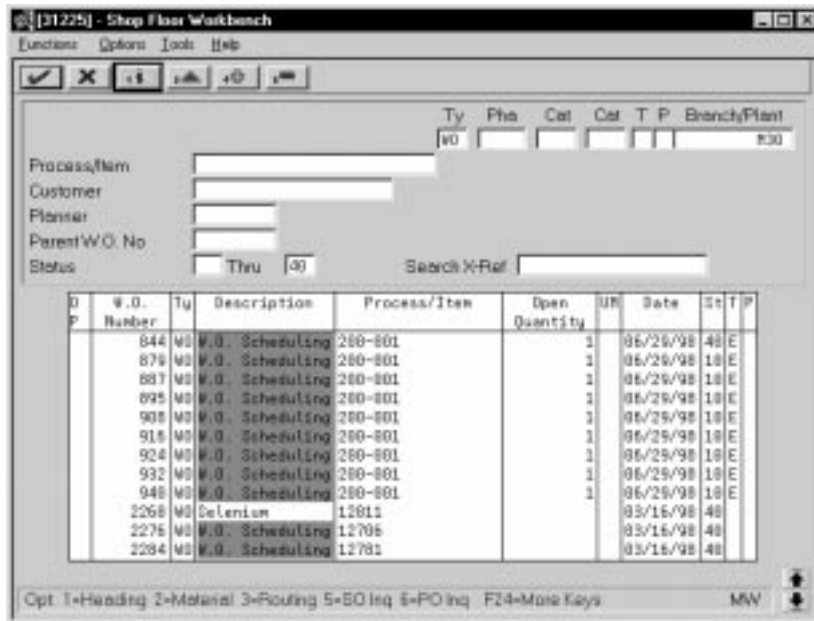 [31225] - Shop Floor Workbench
Functions Options Tools Help
Ty Pha Cat Cat T P Branch/Plant
WO M30
Process/Item
Customer
Planner
Parent W.O. No
Status Thru 40 Search X-Ref
O P W.O. Number Ty Description Process/Item Open Quantity UM Date St T P
844 WO W.O. Scheduling 200-001 1 06/29/98 40 E
879 WO W.O. Scheduling 200-001 1 06/29/98 10 E
887 WO W.O. Scheduling 200-001 1 06/29/98 10 E
895 WO W.O. Scheduling 200-001 1 06/29/98 10 E
908 WO W.O. Scheduling 200-001 1 06/29/98 10 E
916 WO W.O. Scheduling 200-001 1 06/29/98 10 E
924 WO W.O. Scheduling 200-001 1 06/29/98 10 E
932 WO W.O. Scheduling 200-001 1 06/29/98 10 E
940 WO W.O. Scheduling 200-001 1 06/29/98 10 E
2268 WO Selenium 12011 03/16/98 40
2276 WO W.O. Scheduling 12706 03/16/98 40
2284 WO W.O. Scheduling 12781 03/16/98 40
Opt: 1=Heading 2=Material 3=Routing 5=SO Inq 6=PO Inq F24=More Keys MW